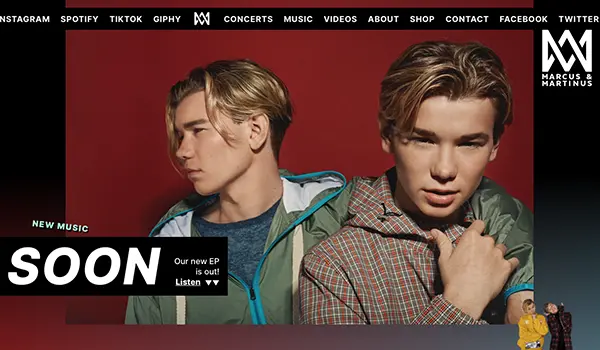 INSTAGRAM SPOTIFY TIKTOK GIPHY CONCERTS MUSIC VIDEOS ABOUT SHOP CONTACT FACEBOOK TWITTER
MARCUS &
MARTINUS
NEW MUSIC
SOON
Our new EP
is out!
Listen ▼▼